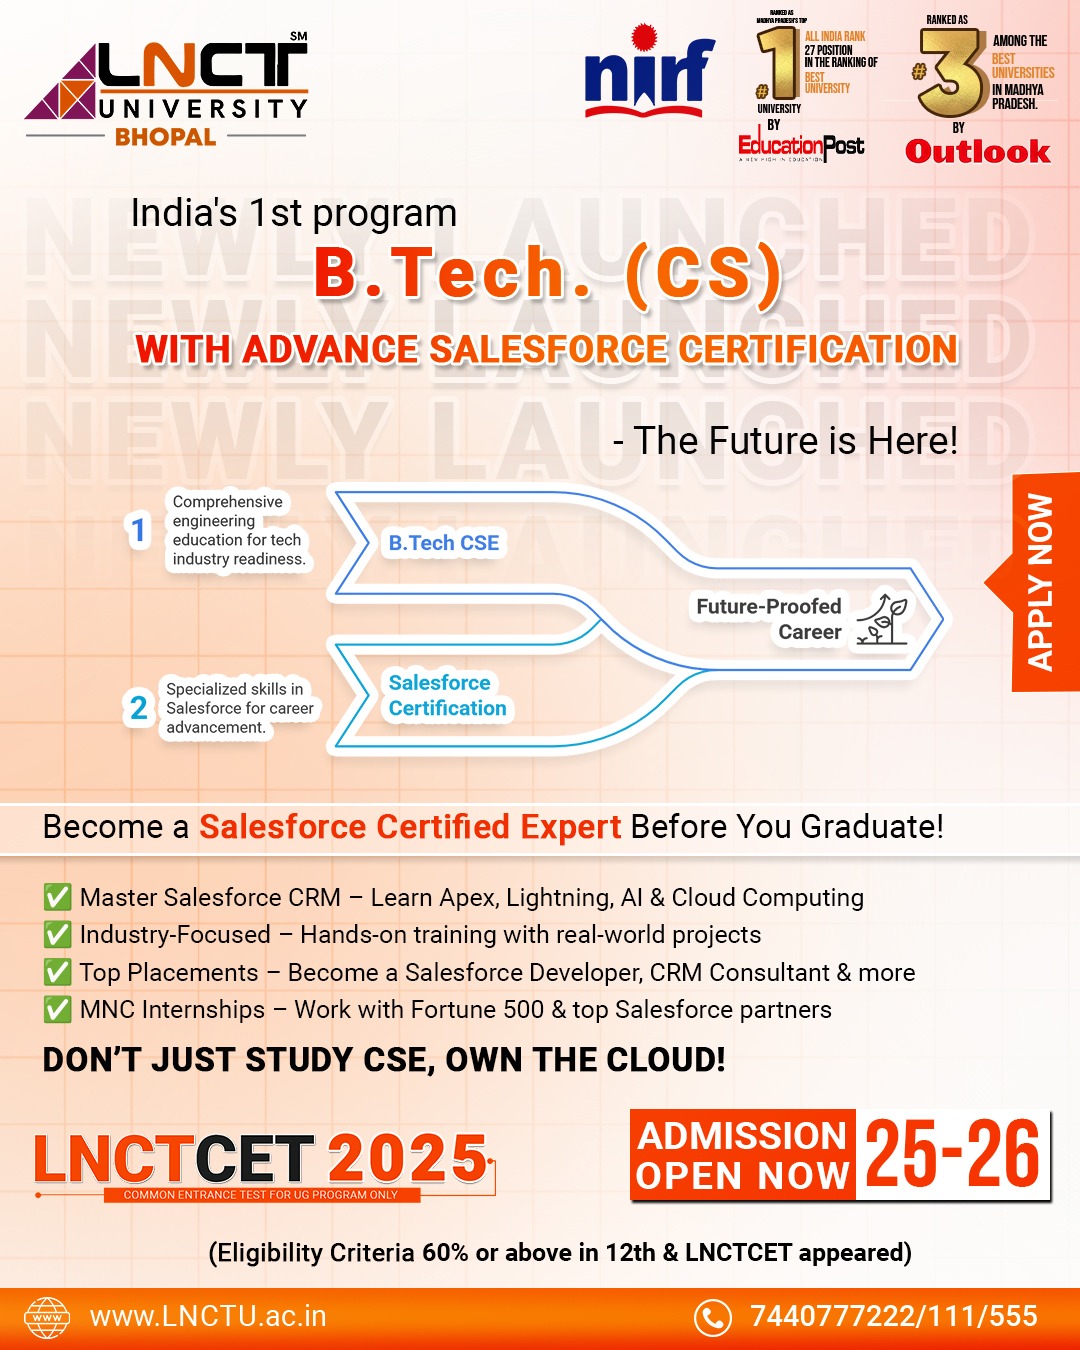 LNCT SM
UNIVERSITY
BHOPAL
nirf
RANKED AS
MADHYA PRADESH'S TOP
#1
ALL INDIA RANK
27 POSITION
IN THE RANKING OF
BEST
UNIVERSITY
UNIVERSITY
BY
EducationPost
A NEW HIGH IN EDUCATION
RANKED AS
#3
AMONG THE
BEST
UNIVERSITIES
IN MADHYA
PRADESH.
BY
Outlook
NEWLY LAUNCHED
NEWLY LAUNCHED
NEWLY LAUNCHED
NEWLY LAUNCHED
India's 1st program
B.Tech. (CS)
WITH ADVANCE SALESFORCE CERTIFICATION
- The Future is Here!
1
Comprehensive
engineering
education for tech
industry readiness.
B.Tech CSE
Future-Proofed
Career
APPLY NOW
2
Specialized skills in
Salesforce for career
advancement.
Salesforce
Certification
Become a Salesforce Certified Expert Before You Graduate!
✅ Master Salesforce CRM – Learn Apex, Lightning, AI & Cloud Computing
✅ Industry-Focused – Hands-on training with real-world projects
✅ Top Placements – Become a Salesforce Developer, CRM Consultant & more
✅ MNC Internships – Work with Fortune 500 & top Salesforce partners
DON'T JUST STUDY CSE, OWN THE CLOUD!
LNCTCET 2025
COMMON ENTRANCE TEST FOR UG PROGRAM ONLY
ADMISSION
OPEN NOW
25-26
(Eligibility Criteria 60% or above in 12th & LNCTCET appeared)
www
www.LNCTU.ac.in
7440777222/111/555